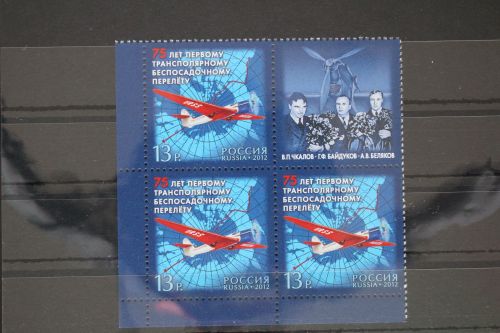 75 ЛЕТ ПЕРВОМУ
ТРАНСПОЛЯРНОМУ
БЕСПОСАДОЧНОМУ
ПЕРЕЛЁТУ
13 Р.
РОССИЯ
RUSSIA • 2012
В.П.ЧКАЛОВ • Г.Ф.БАЙДУКОВ • А.В.БЕЛЯКОВ
75 ЛЕТ ПЕРВОМУ
ТРАНСПОЛЯРНОМУ
БЕСПОСАДОЧНОМУ
ПЕРЕЛЁТУ
13 Р.
РОССИЯ
RUSSIA • 2012
75 ЛЕТ ПЕРВОМУ
ТРАНСПОЛЯРНОМУ
БЕСПОСАДОЧНОМУ
ПЕРЕЛЁТУ
13 Р.
РОССИЯ
RUSSIA • 2012